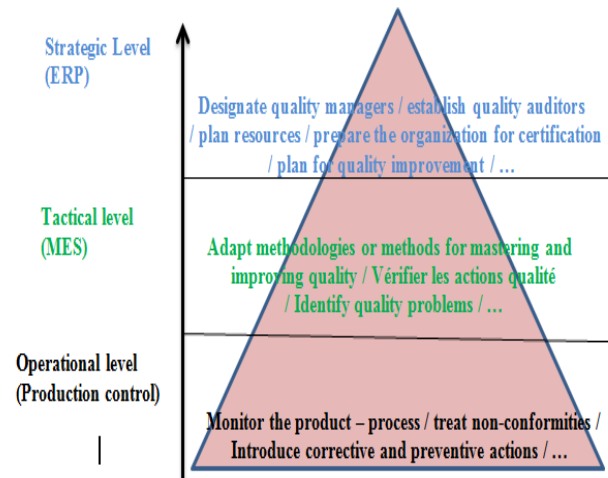 Strategic Level
(ERP)
Designate quality managers / establish quality auditors
/ plan resources / prepare the organization for certification
/ plan for quality improvement / ...
Tactical level
(MES)
Adapt methodologies or methods for mastering and
improving quality / Vérifier les actions qualité
/ Identify quality problems / ...
Operational level
(Production control)
Monitor the product – process / treat non-conformities /
Introduce corrective and preventive actions / ...